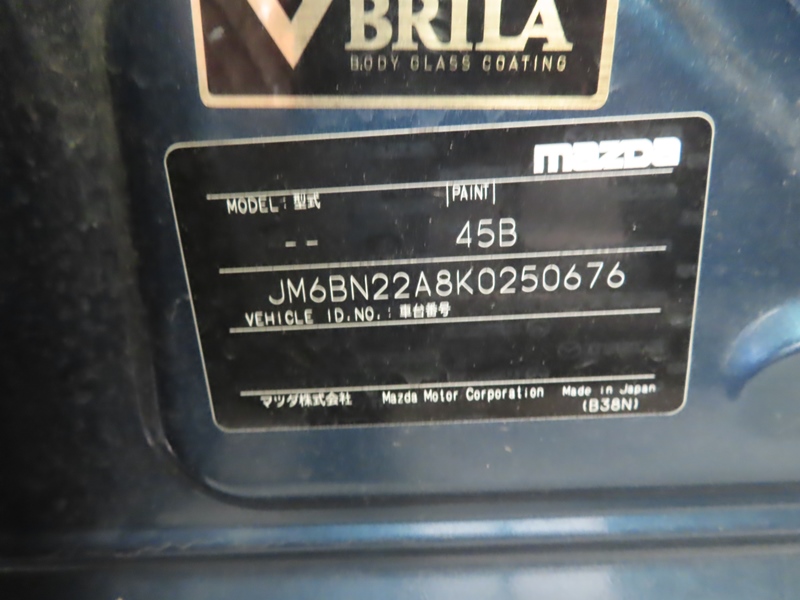 BRILA
BODY GLASS COATING
mazda
MODEL:型式 PAINT
-- 45B
JM6BN22A8K0250676
VEHICLE ID.NO.:車台番号
マツダ株式会社 Mazda Motor Corporation Made in Japan
(B38N)